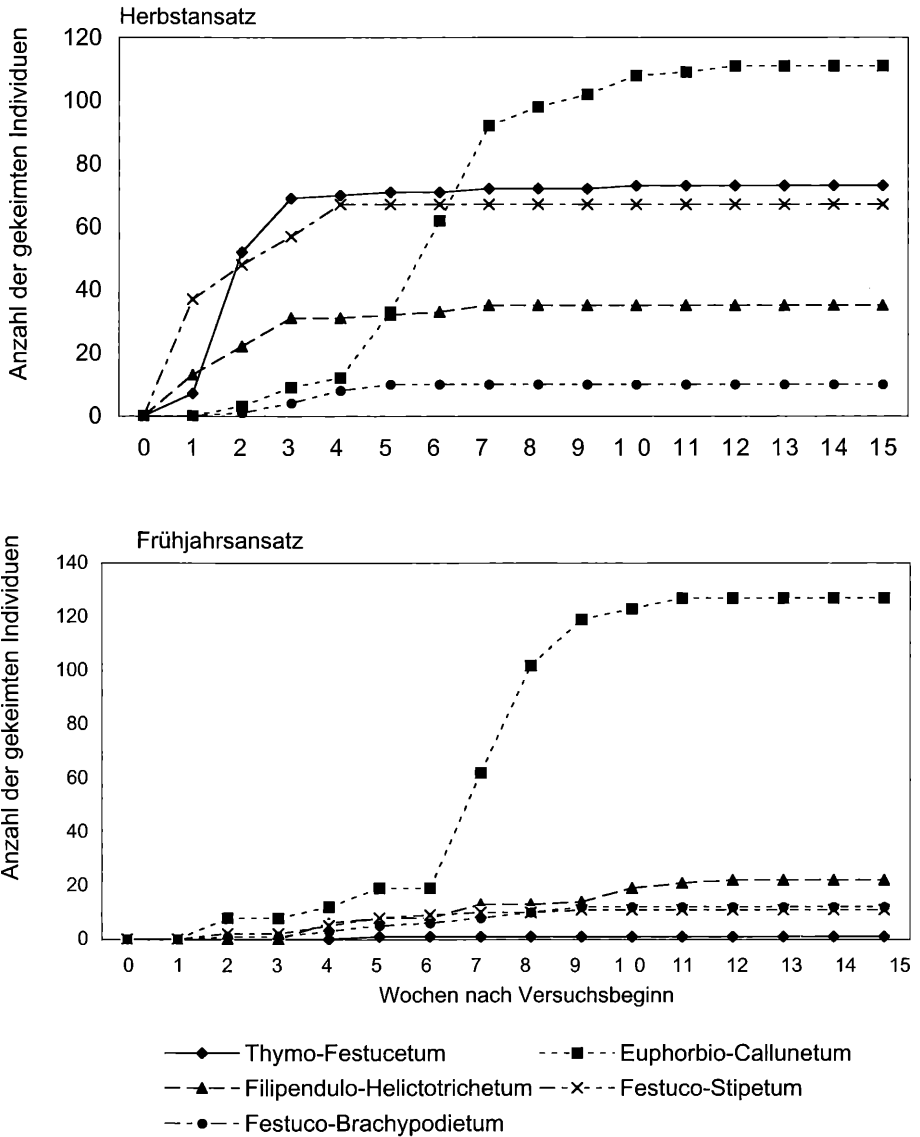 Herbstansatz
Anzahl der gekeimten Individuen
120
100
80
60
40
20
0
0 1 2 3 4 5 6 7 8 9 1 0 11 12 13 14 15
Frühjahrsansatz
Anzahl der gekeimten Individuen
140
120
100
80
60
40
20
0
0 1 2 3 4 5 6 7 8 9 1 0 11 12 13 14 15
Wochen nach Versuchsbeginn
Thymo-Festucetum Euphorbio-Callunetum
Filipendulo-Helictotrichetum Festuco-Stipetum
Festuco-Brachypodietum